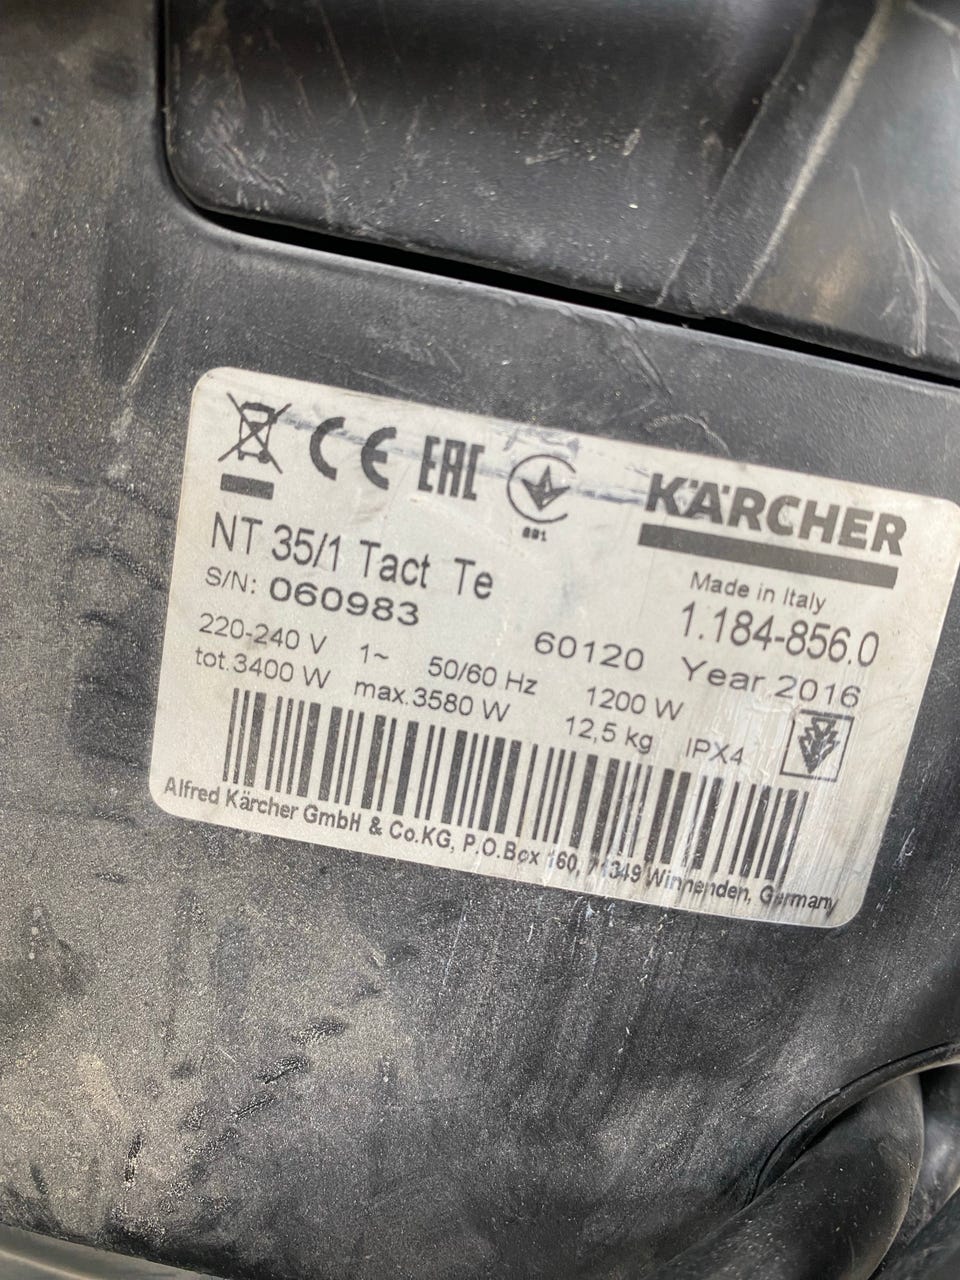 CE EAC
001
KÄRCHER
NT 35/1 Tact Te
Made in Italy
S/N: 060983
60120
1.184-856.0
220-240 V 1~ 50/60 Hz 1200 W Year 2016
tot.3400 W max.3580 W 12,5 kg IPX4
Alfred Kärcher GmbH & Co.KG, P.O.Box 160, 71349 Winnenden, Germany